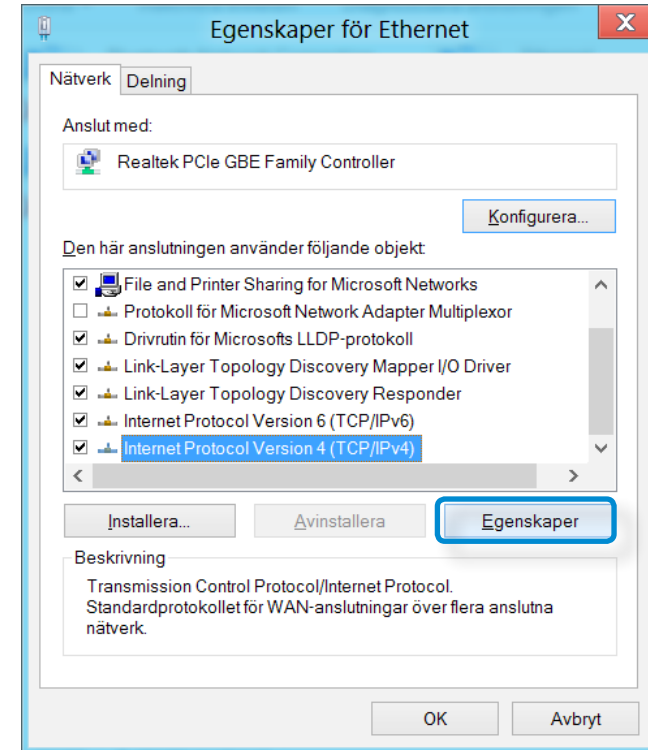 Egenskaper för Ethernet
X
Nätverk Delning
Anslut med:
Realtek PCIe GBE Family Controller
Konfigurera...
Den här anslutningen använder följande objekt:
File and Printer Sharing for Microsoft Networks
Protokoll för Microsoft Network Adapter Multiplexor
Drivrutin för Microsofts LLDP-protokoll
Link-Layer Topology Discovery Mapper I/O Driver
Link-Layer Topology Discovery Responder
Internet Protocol Version 6 (TCP/IPv6)
Internet Protocol Version 4 (TCP/IPv4)
Installera... Avinstallera Egenskaper
Beskrivning
Transmission Control Protocol/Internet Protocol.
Standardprotokollet för WAN-anslutningar över flera anslutna
nätverk.
OK Avbryt